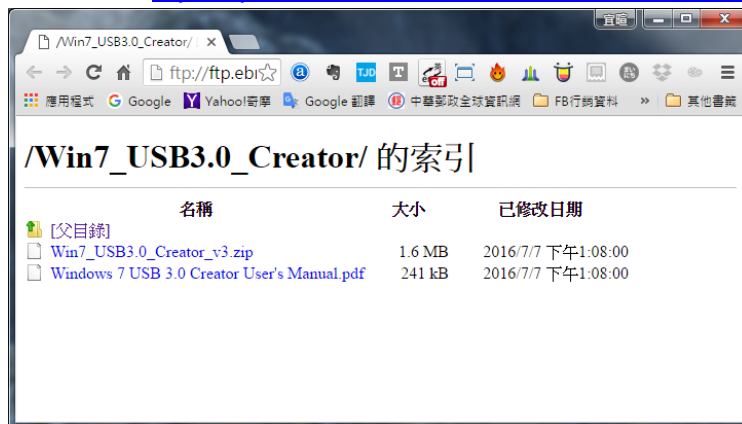 宜暄
/Win7_USB3.0_Creator/
ftp://ftp.ebi
應用程式 Google Yahoo!奇摩 Google 翻譯 中華郵政全球資訊網 FB行銷資料 » 其他書籤
/Win7_USB3.0_Creator/ 的索引
名稱 大小 已修改日期
[父目錄]
Win7_USB3.0_Creator_v3.zip 1.6 MB 2016/7/7 下午1:08:00
Windows 7 USB 3.0 Creator User's Manual.pdf 241 kB 2016/7/7 下午1:08:00